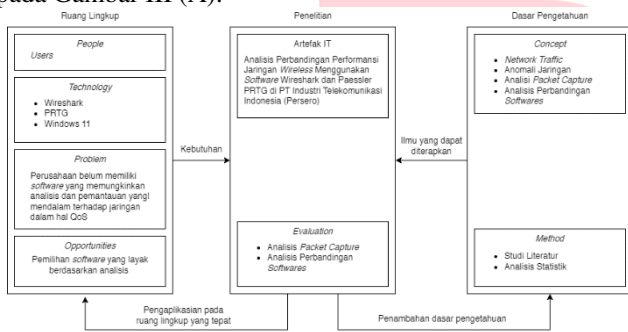 pada Gambar III (A).
Ruang Lingkup
People
Users
Technology
• Wireshark
• PRTG
• Windows 11
Problem
Perusahaan belum memiliki
software yang memungkinkan
analisis dan pemantauan yangl
mendalam terhadap jaringan
dalam hal QoS
Opportunities
Pemilihan software yang layak
berdasarkan analisis
Kebutuhan
Penelitian
Artefak IT
Analisis Perbandingan Performansi
Jaringan Wireless Menggunakan
Software Wireshark dan Paessler
PRTG di PT Industri Telekomunikasi
Indonesia (Persero)
Evaluation
• Analisis Packet Capture
• Analisis Perbandingan
Softwares
Ilmu yang dapat
diterapkan
Dasar Pengetahuan
Concept
• Network Traffic
• Anomali Jaringan
• Analisi Packet Capture
• Analisis Perbandingan
Softwares
Method
• Studi Literatur
• Analisis Statistik
Pengaplikasian pada
ruang lingkup yang tepat
Penambahan dasar pengetahuan